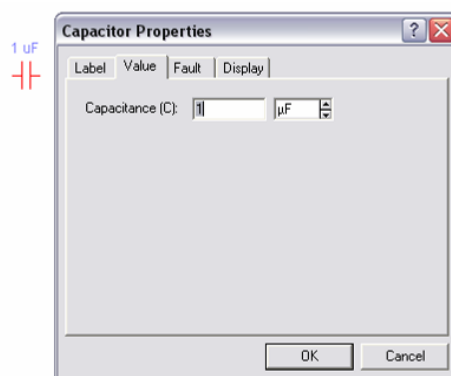 Capacitor Properties
1 uF
Label Value Fault Display
Capacitance (C): 1 µF
OK Cancel